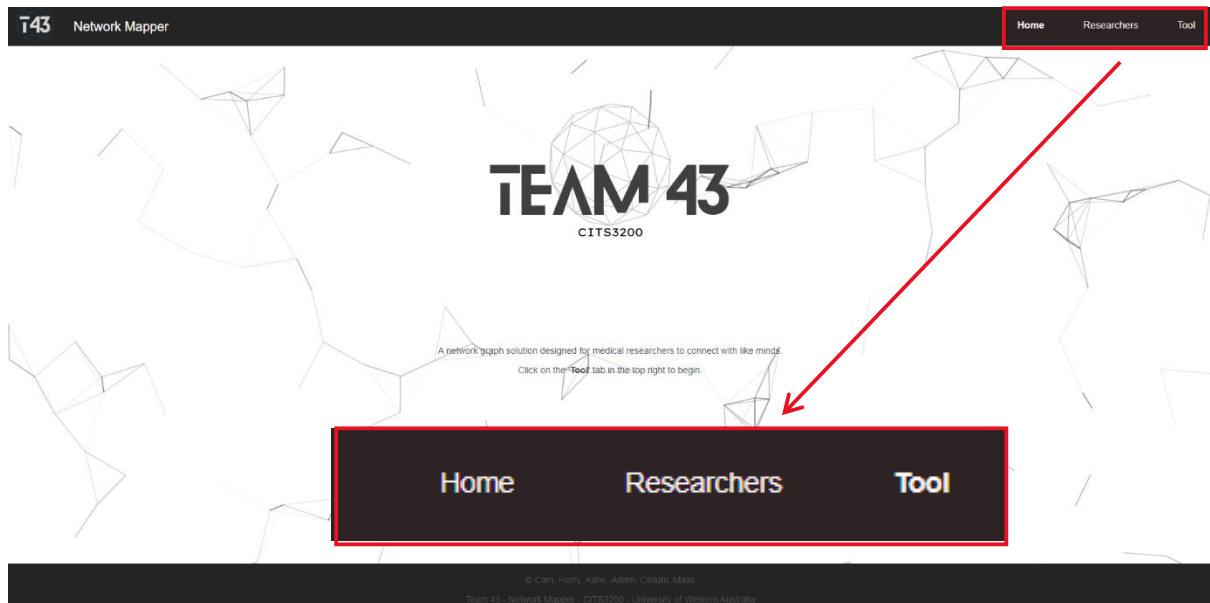 T43 Network Mapper Home Researchers Tool
TEAM 43
CITS3200
A network graph solution designed for medical researchers to connect with like minds.
Click on the "Tool" tab in the top right to begin.
Home Researchers Tool
© Cam, Harry, Kane, Adam, Callum, Maaz
Team 43 - Network Mapper - CITS3200 - University of Western Australia